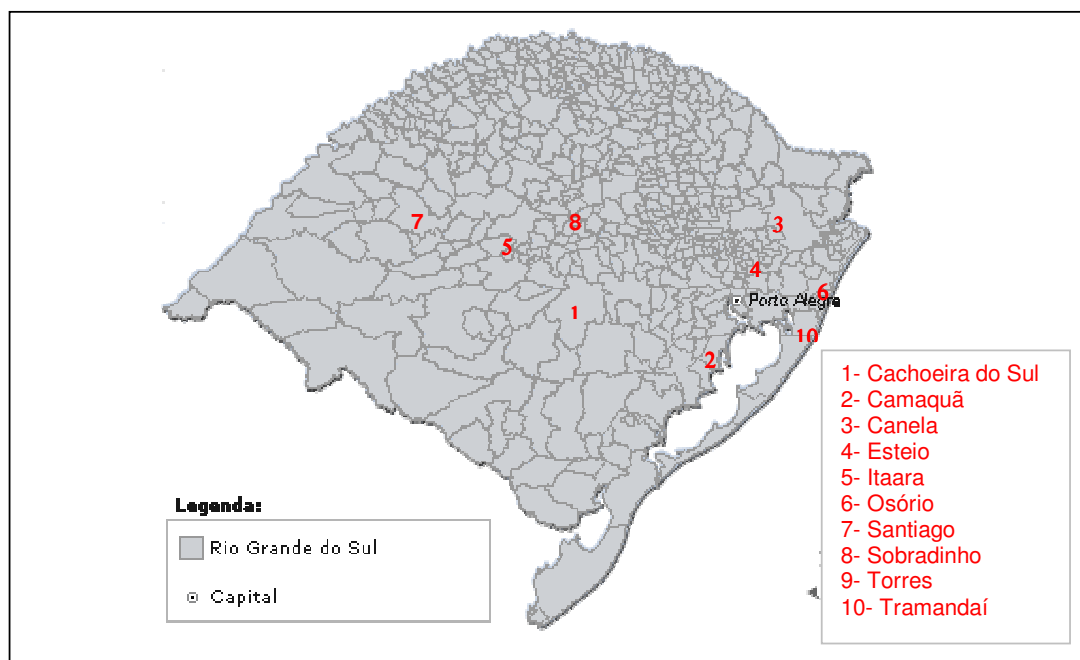 7
8
3
5
4
6
Porto Alegre
1
10
2
1- Cachoeira do Sul
2- Camaquã
3- Canela
4- Esteio
5- Itaara
6- Osório
7- Santiago
8- Sobradinho
9- Torres
10- Tramandaí
Legenda:
Rio Grande do Sul
Capital